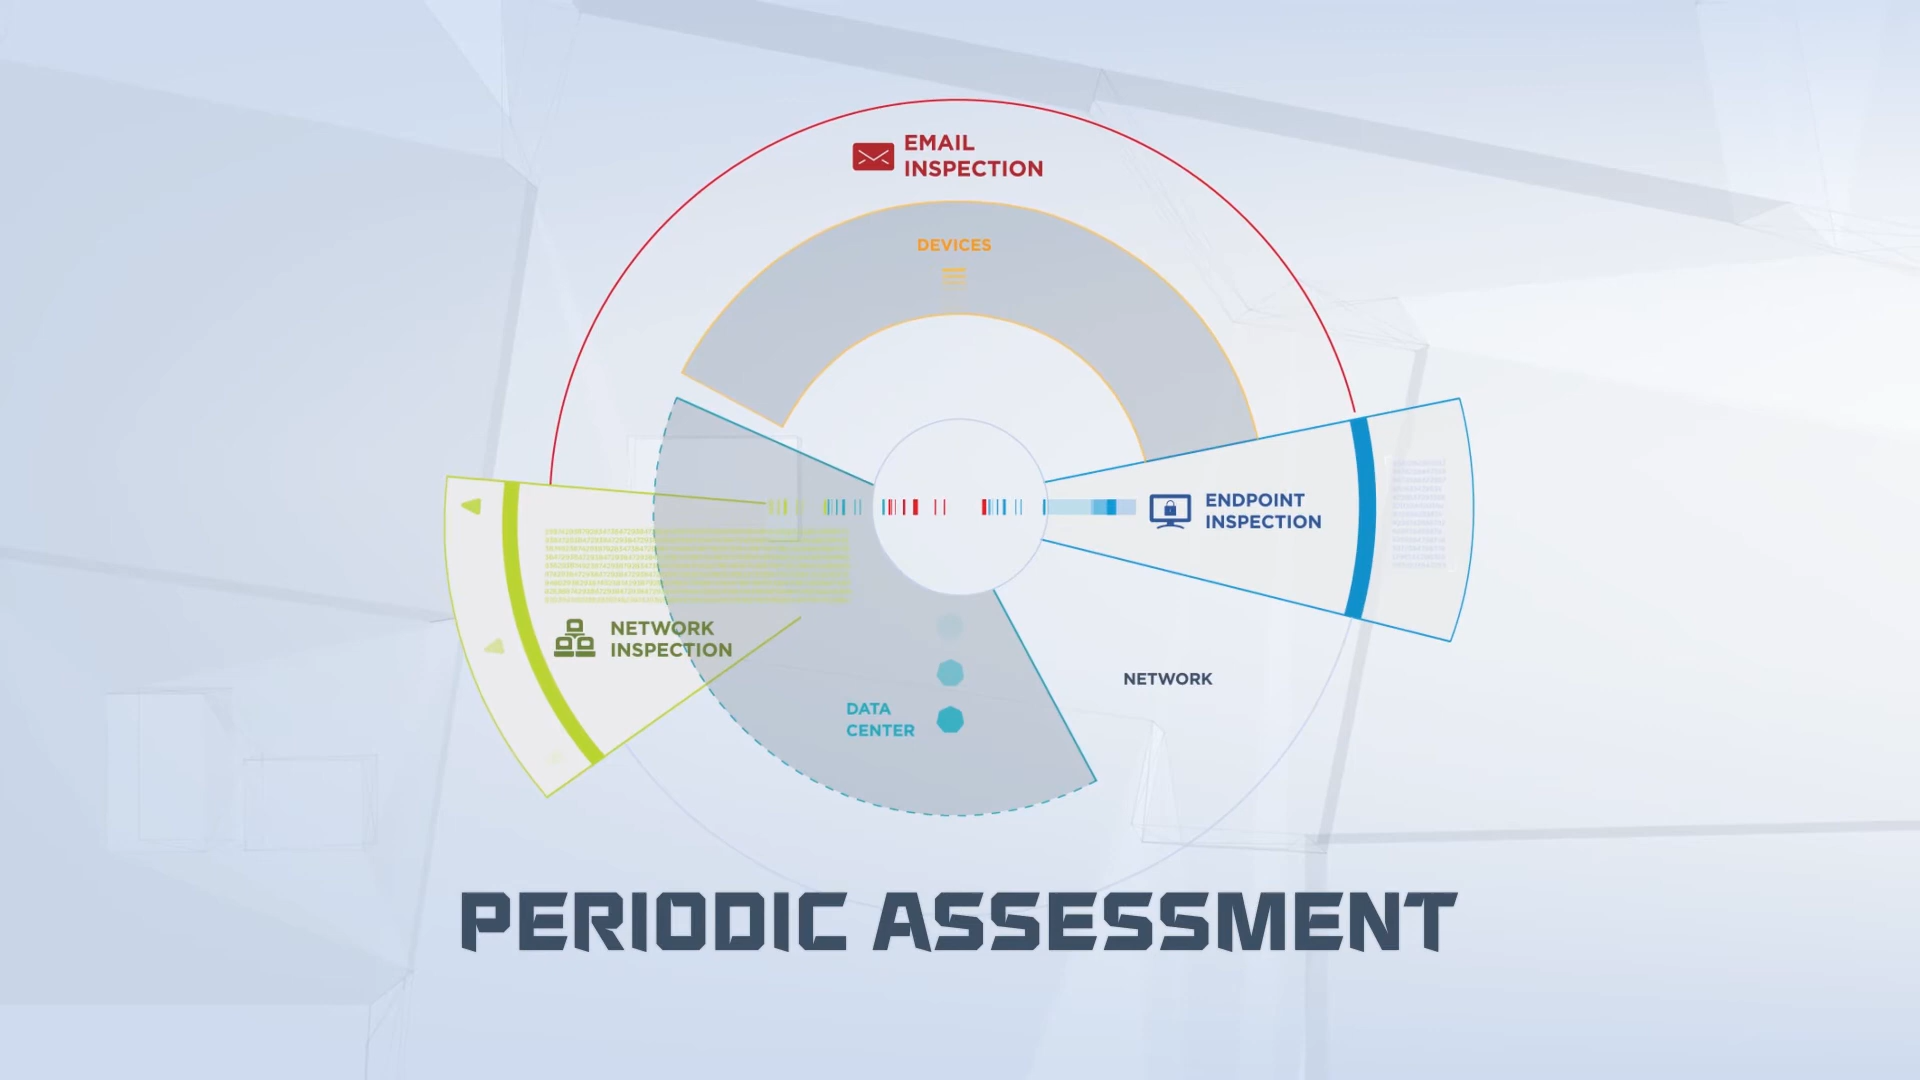 EMAIL
INSPECTION
DEVICES
ENDPOINT
INSPECTION
NETWORK
INSPECTION
NETWORK
DATA
CENTER
PERIODIC ASSESSMENT